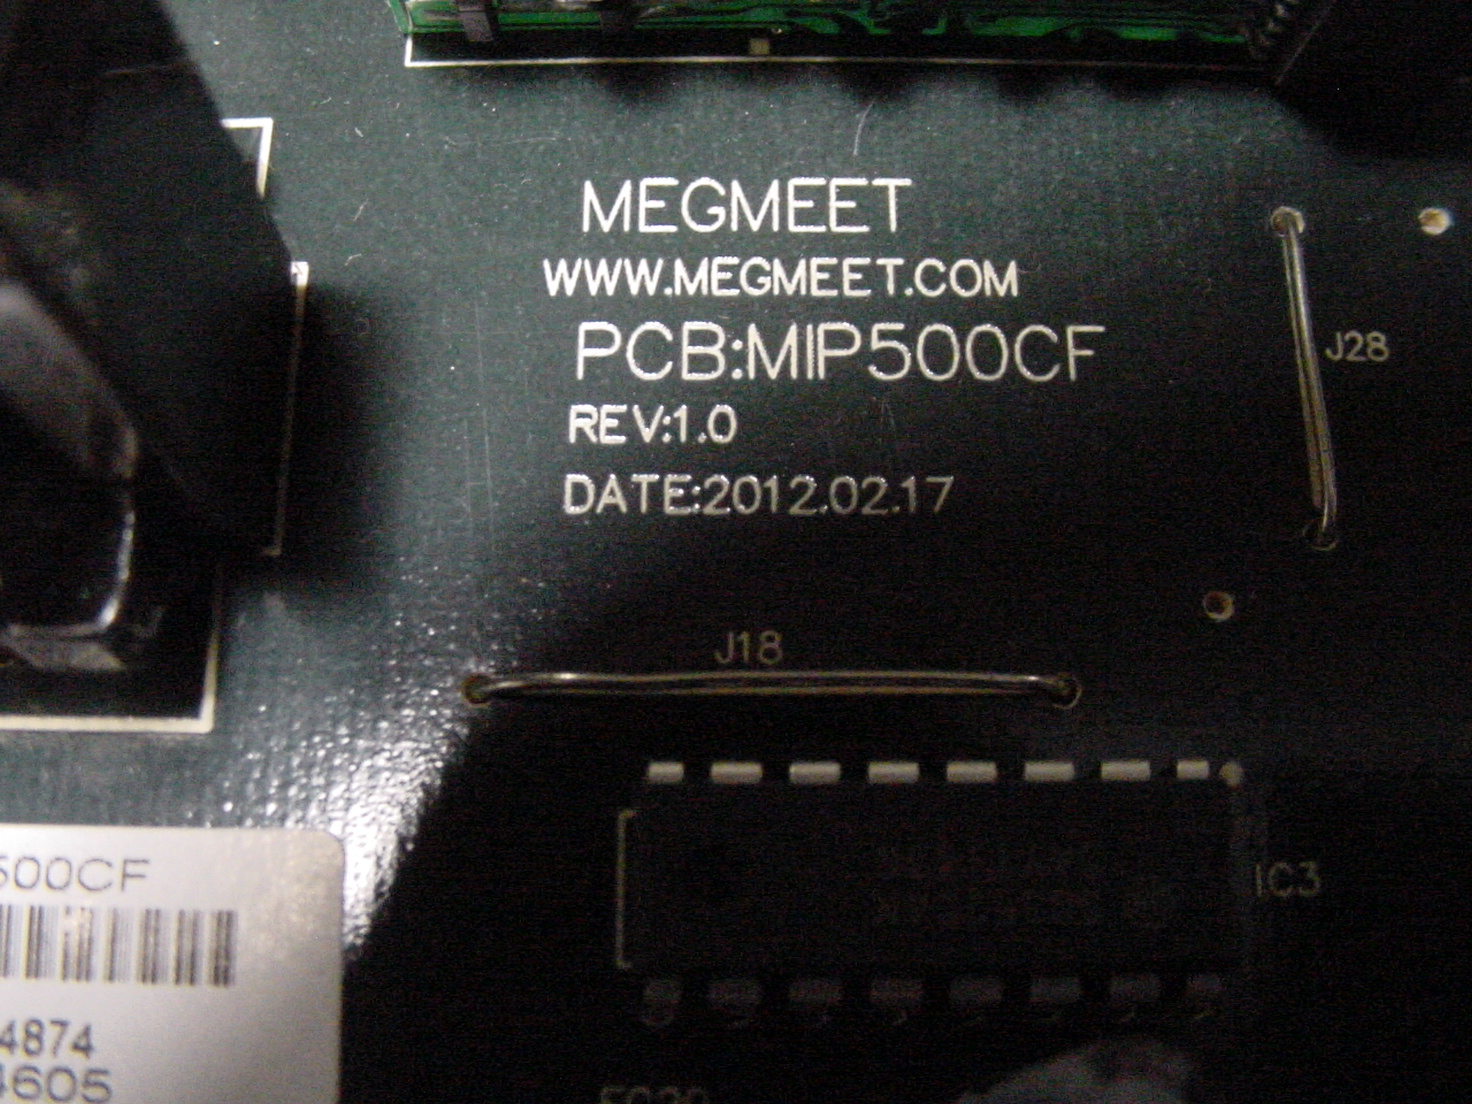 MEGMEET
WWW.MEGMEET.COM
PCB:MIP500CF
REV:1.0
DATE:2012.02.17
J28
J18
IC3
500CF
4874
4605